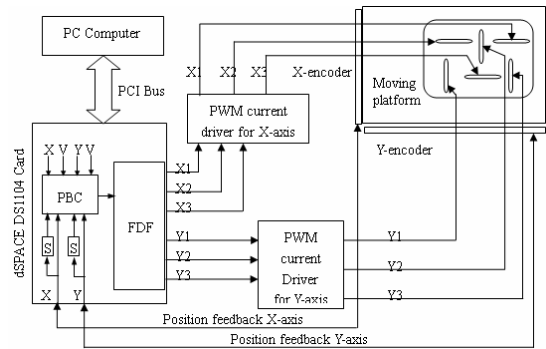 PC Computer
PCI Bus
X1
X2
X3
X-encoder
Moving
platform
PWM current
driver for X-axis
Y-encoder
dSPACE DS1104 Card
X V Y V
PBC
FDF
S
S
X
Y
X1
X2
X3
Y1
Y2
Y3
PWM
current
Driver
for Y-axis
Y1
Y2
Y3
Position feedback X-axis
Position feedback Y-axis